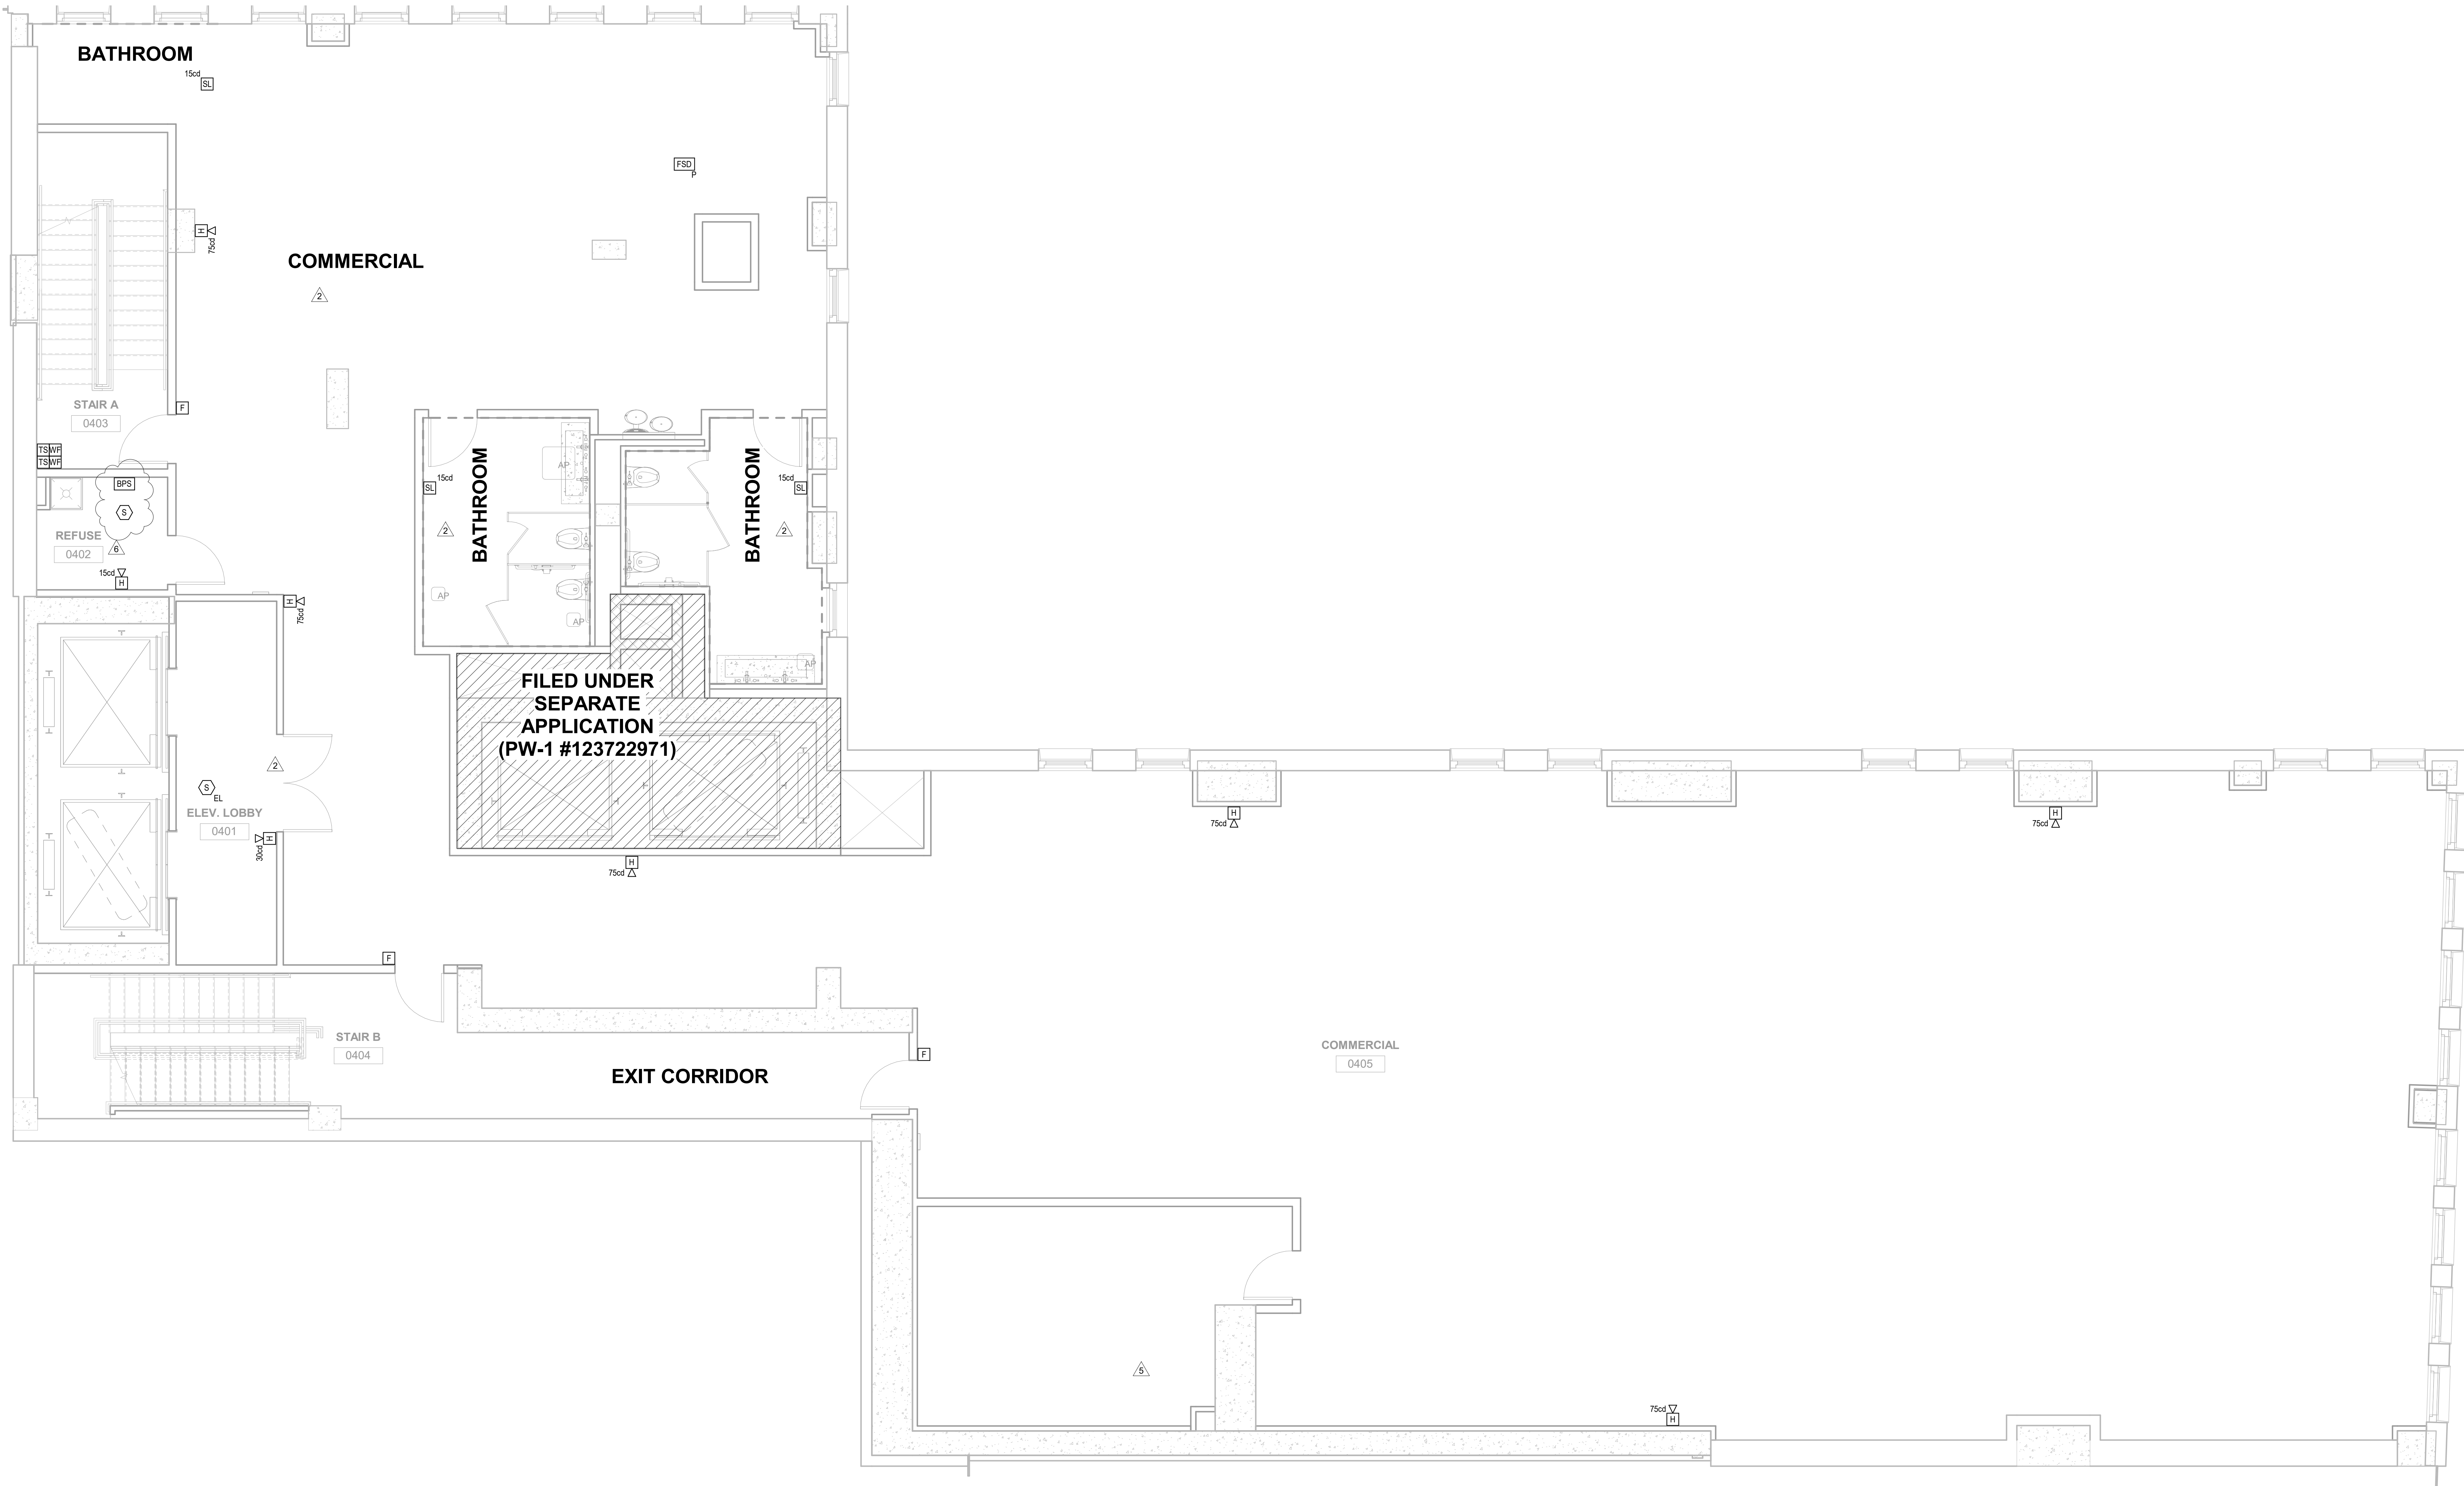 BATHROOM
15cd
SL
FSD
P
H
75cd
COMMERCIAL
2
STAIR A
0403
F
TS WF
TS WF
BPS
S
REFUSE
0402
6
15cd
H
H
75cd
BATHROOM
15cd
SL
2
AP
AP
AP
BATHROOM
15cd
SL
2
AP
FILED UNDER
SEPARATE
APPLICATION
(PW-1 #123722971)
2
S
EL
ELEV. LOBBY
0401
H
30cd
H
75cd
H
75cd
H
75cd
F
STAIR B
0404
EXIT CORRIDOR
F
COMMERCIAL
0405
5
75cd
H